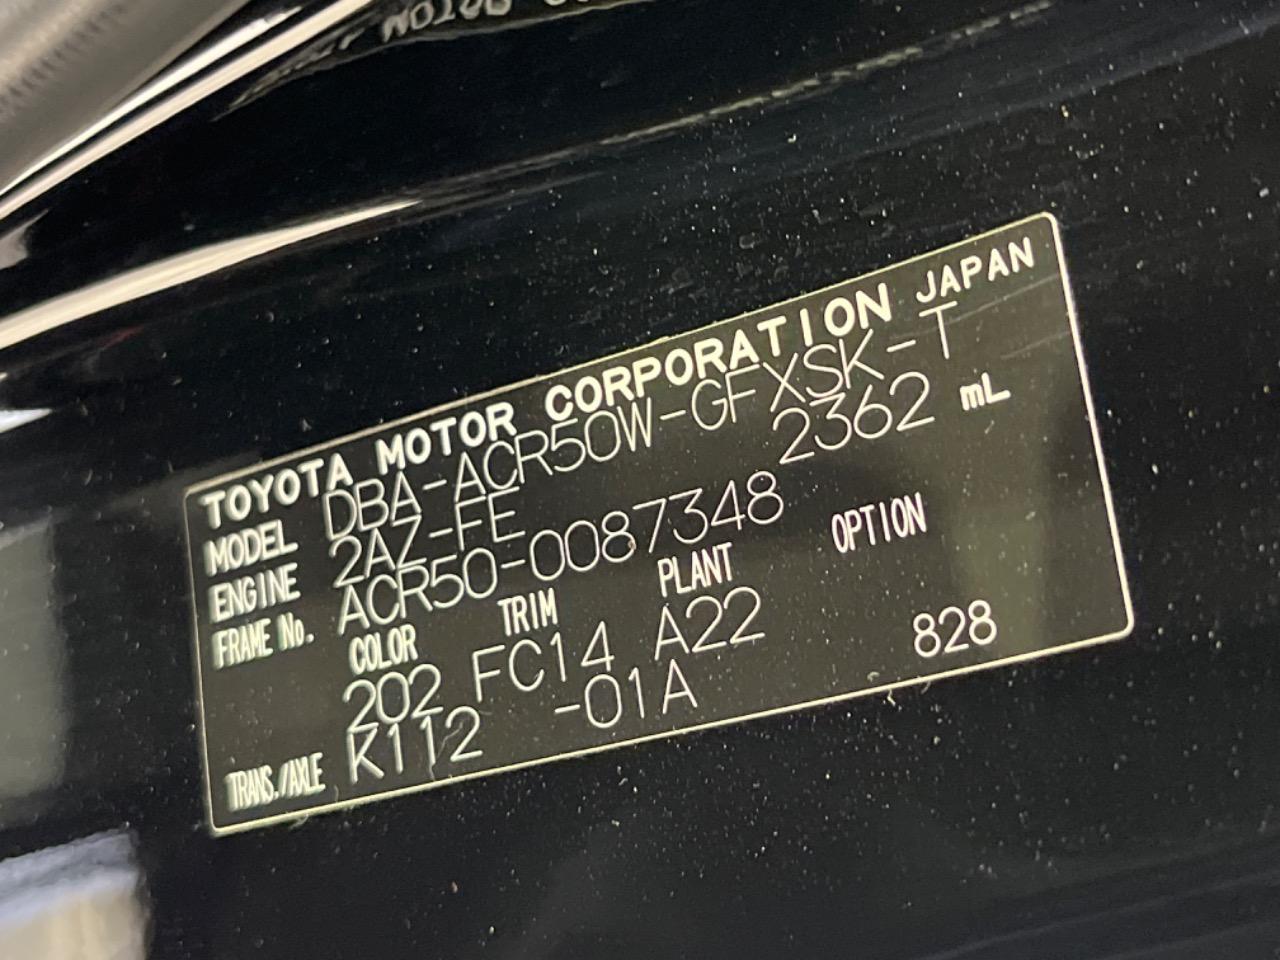 TOYOTA MOTOR CORPORATION JAPAN
MODEL DBA-ACR50W-GFXSK-T
ENGINE 2AZ-FE 2362 mL
FRAME No. ACR50-0087348
COLOR TRIM PLANT OPTION
202 FC14 A22 828
TRANS./AXLE K112 -01A